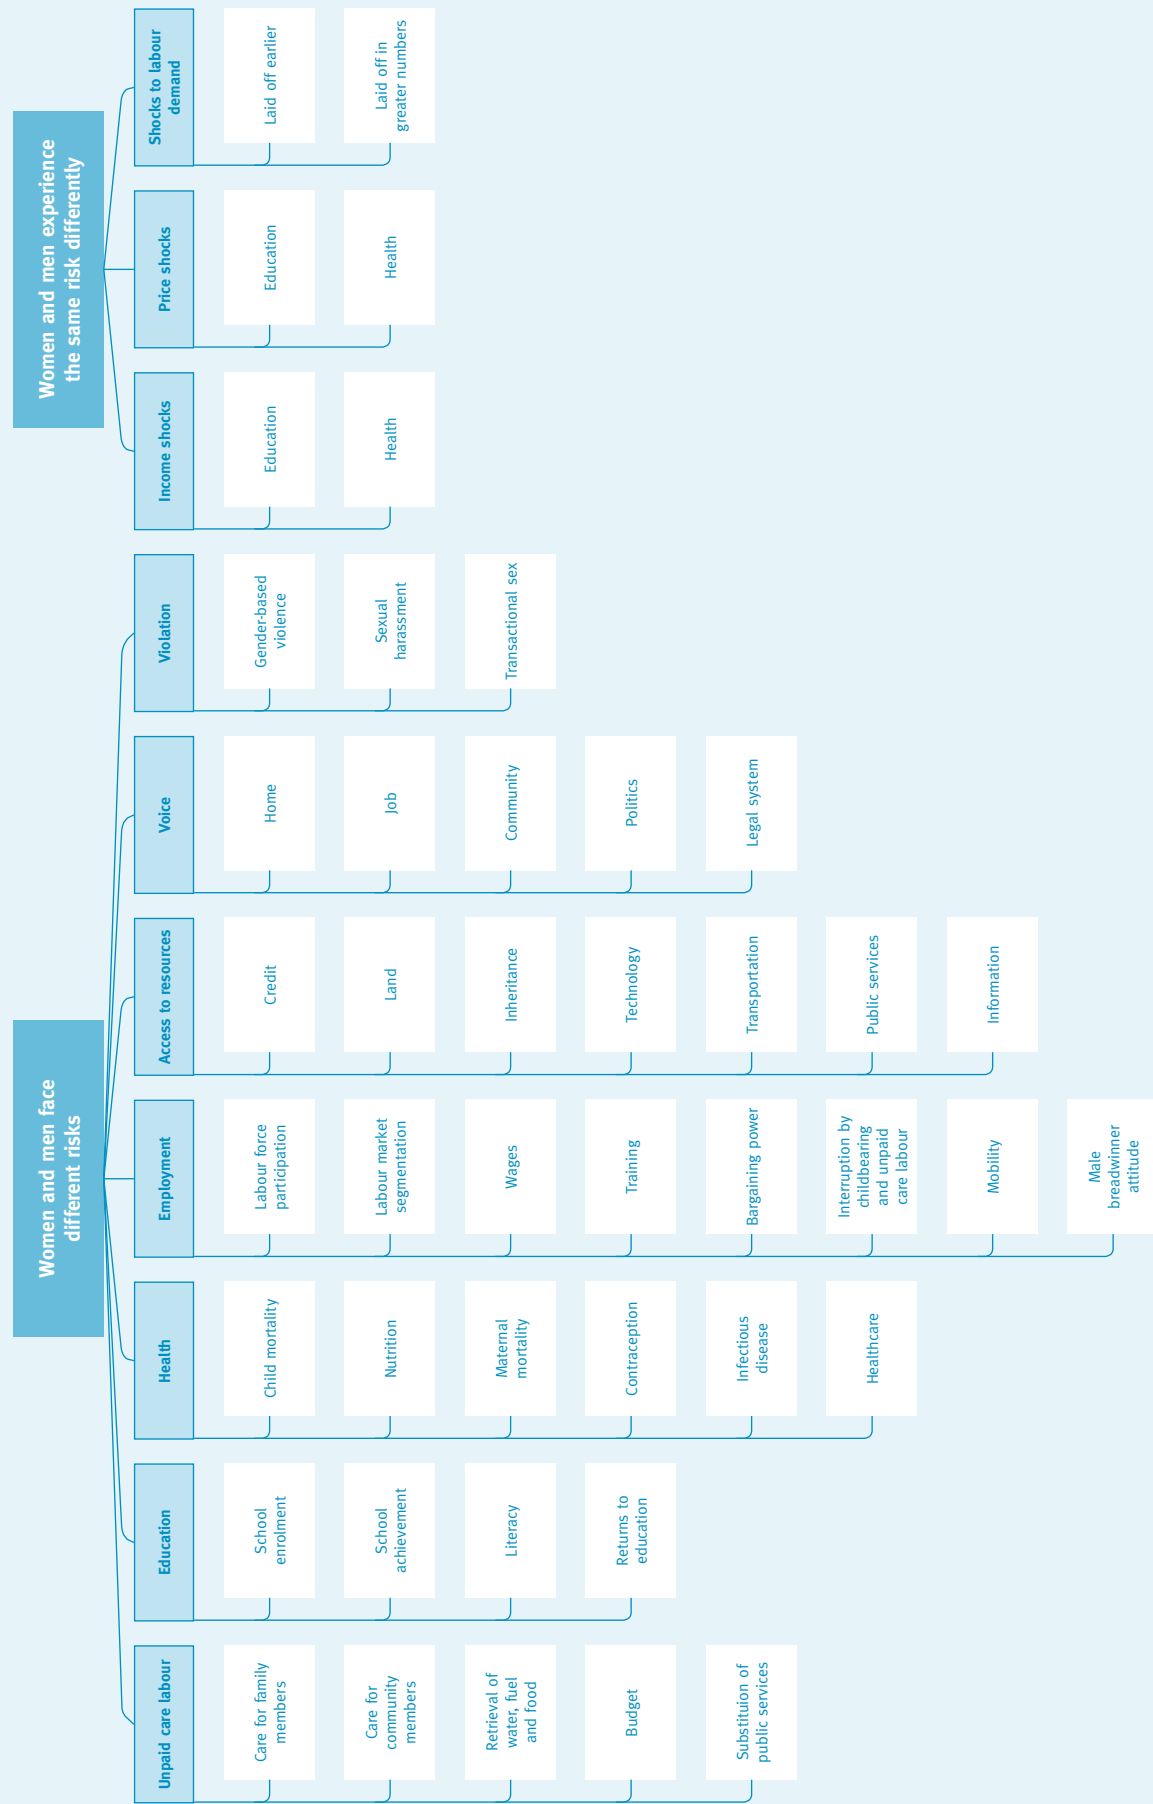 Women and men face
different risks
Unpaid care labour
Care for family
members
Care for
community
members
Retrieval of
water, fuel
and food
Budget
Substituion of
public services
Education
School
enrolment
School
achievement
Literacy
Returns to
education
Health
Child mortality
Nutrition
Maternal
mortality
Contraception
Infectious
disease
Healthcare
Employment
Labour force
participation
Labour market
segmentation
Wages
Training
Bargaining power
Interruption by
childbearing
and unpaid
care labour
Mobility
Male
breadwinner
attitude
Access to resources
Credit
Land
Inheritance
Technology
Transportation
Public services
Information
Voice
Home
Job
Community
Politics
Legal system
Violation
Gender-based
violence
Sexual
harassment
Transactional sex
Women and men experience
the same risk differently
Income shocks
Education
Health
Price shocks
Education
Health
Shocks to labour
demand
Laid off earlier
Laid off in
greater numbers